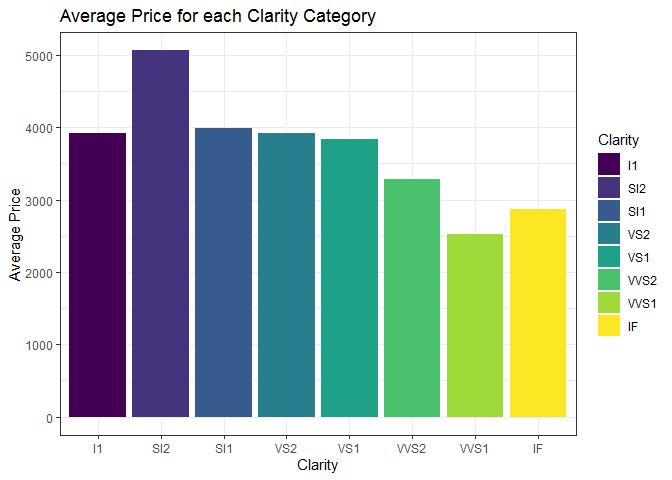 Average Price for each Clarity Category
Average Price
5000
4000
3000
2000
1000
0
I1 SI2 SI1 VS2 VS1 VVS2 VVS1 IF
Clarity
Clarity
I1
SI2
SI1
VS2
VS1
VVS2
VVS1
IF